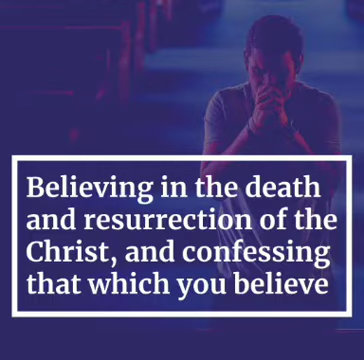 Believing in the death
and resurrection of the
Christ, and confessing
that which you believe